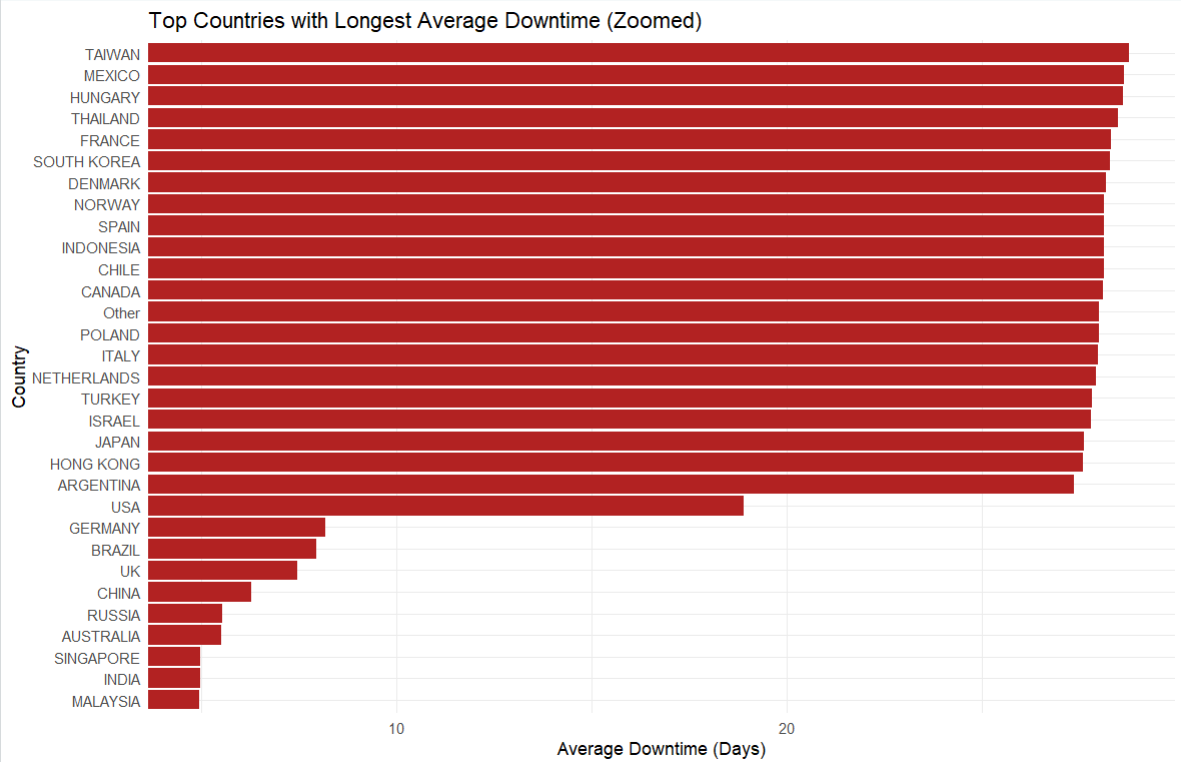 Top Countries with Longest Average Downtime (Zoomed)
TAIWAN
MEXICO
HUNGARY
THAILAND
FRANCE
SOUTH KOREA
DENMARK
NORWAY
SPAIN
INDONESIA
CHILE
CANADA
Other
POLAND
ITALY
NETHERLANDS
TURKEY
ISRAEL
JAPAN
HONG KONG
ARGENTINA
USA
GERMANY
BRAZIL
UK
CHINA
RUSSIA
AUSTRALIA
SINGAPORE
INDIA
MALAYSIA
Country
10 20
Average Downtime (Days)